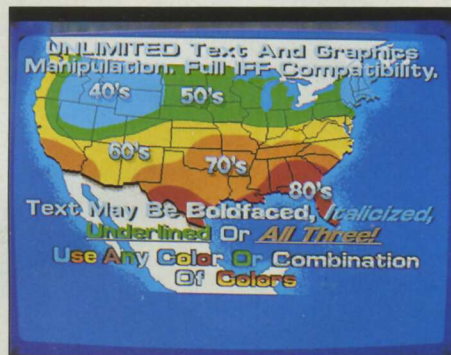 UNLIMITED Text And Graphics
Manipulation. Full IFF Compatibility.
40's 50's
60's
70's
80's
Text May Be Boldfaced, Italicized,
Underlined Or All Three!
Use Any Color Or Combination
Of Colors